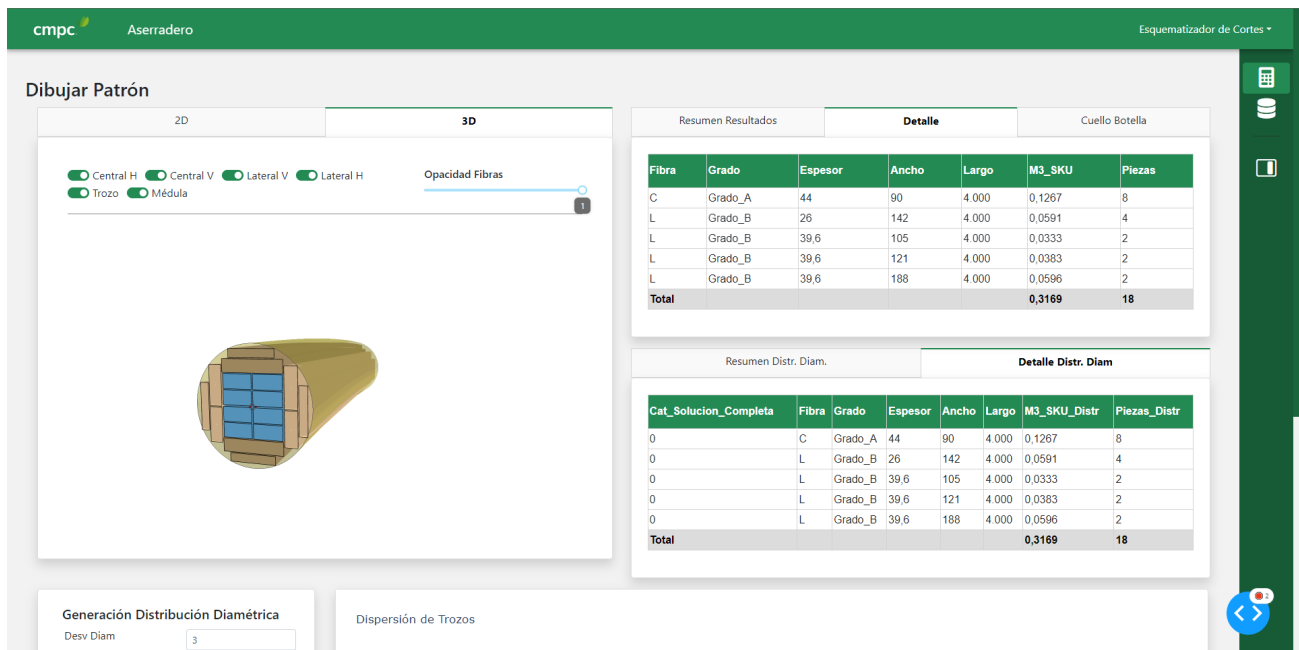 cmpc Aserradero Esquematizador de Cortes
Dibujar Patrón
2D 3D
Central H Central V Lateral V Lateral H
Trozo Médula
Opacidad Fibras
1
Resumen Resultados Detalle Cuello Botella
Fibra Grado Espesor Ancho Largo M3_SKU Piezas
C Grado_A 44 90 4.000 0,1267 8
L Grado_B 26 142 4.000 0,0591 4
L Grado_B 39,6 105 4.000 0,0333 2
L Grado_B 39,6 121 4.000 0,0383 2
L Grado_B 39,6 188 4.000 0,0596 2
Total 0,3169 18
Resumen Distr. Diam. Detalle Distr. Diam
Cat_Solucion_Completa Fibra Grado Espesor Ancho Largo M3_SKU_Distr Piezas_Distr
0 C Grado_A 44 90 4.000 0,1267 8
0 L Grado_B 26 142 4.000 0,0591 4
0 L Grado_B 39,6 105 4.000 0,0333 2
0 L Grado_B 39,6 121 4.000 0,0383 2
0 L Grado_B 39,6 188 4.000 0,0596 2
Total 0,3169 18
Generación Distribución Diamétrica
Desv Diam 3
Dispersión de Trozos
2